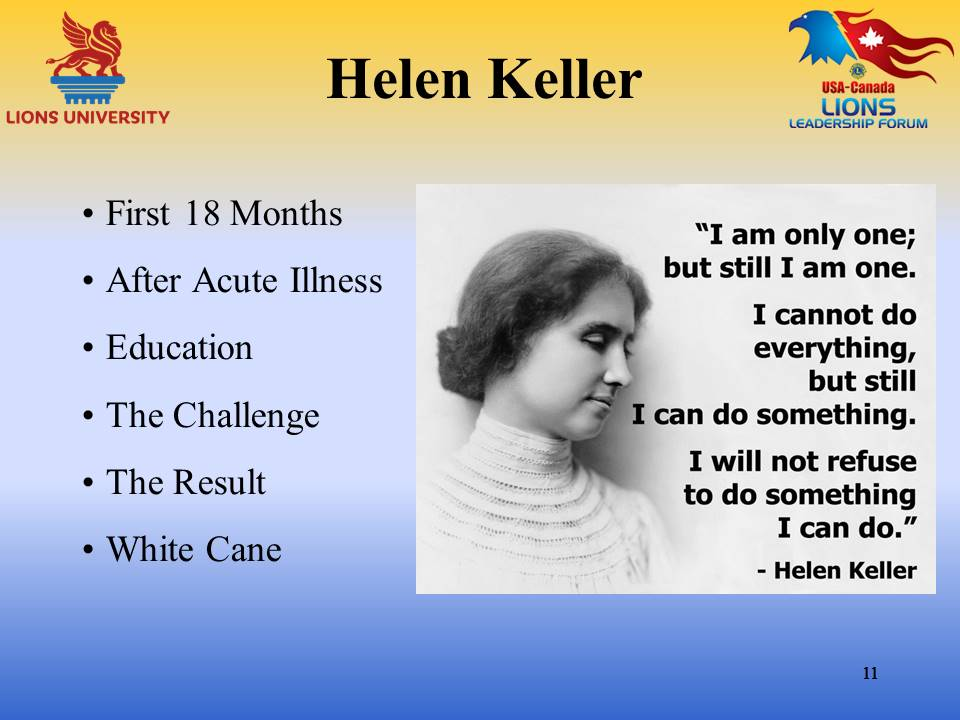 Helen Keller
LIONS UNIVERSITY
USA-Canada
LIONS
LEADERSHIP FORUM
• First 18 Months
• After Acute Illness
• Education
• The Challenge
• The Result
• White Cane
“I am only one;
but still I am one.
I cannot do
everything,
but still
I can do something.
I will not refuse
to do something
I can do.”
- Helen Keller
11